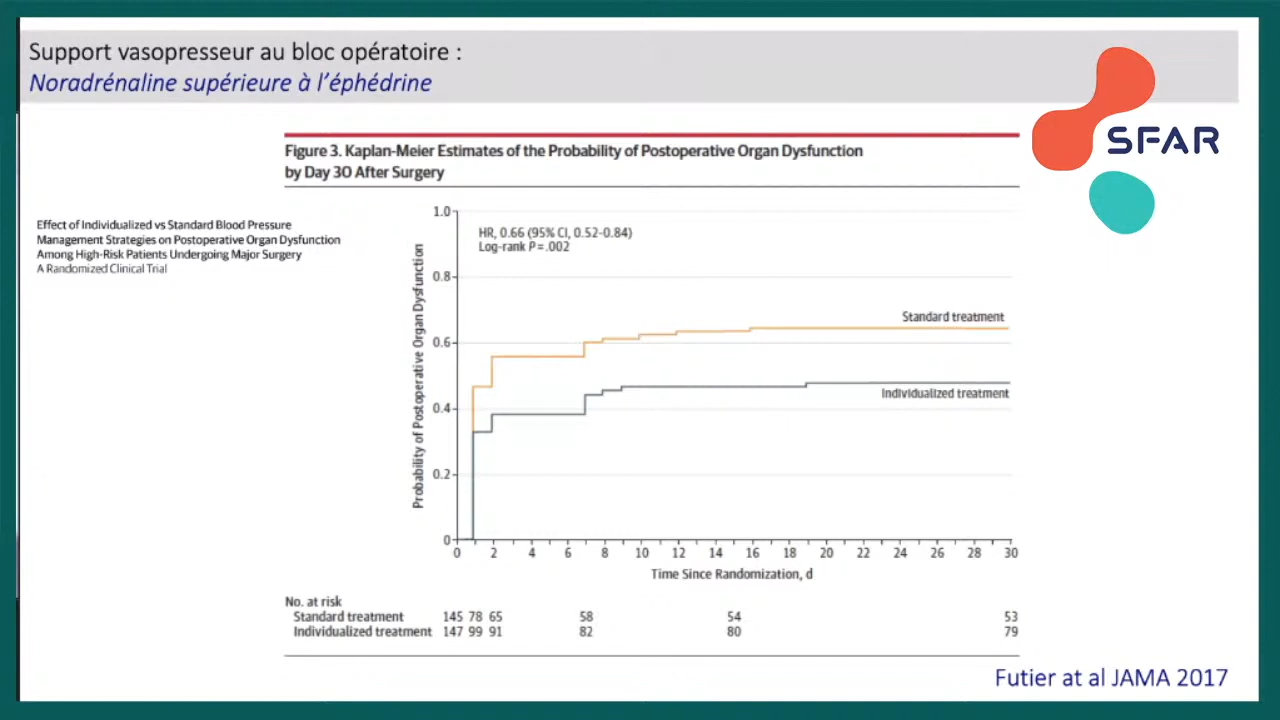 Support vasopresseur au bloc opératoire :
Noradrénaline supérieure à l'éphédrine
SFAR
Figure 3. Kaplan-Meier Estimates of the Probability of Postoperative Organ Dysfunction
by Day 30 After Surgery
Effect of Individualized vs Standard Blood Pressure
Management Strategies on Postoperative Organ Dysfunction
Among High-Risk Patients Undergoing Major Surgery
A Randomized Clinical Trial
HR, 0.66 (95% CI, 0.52-0.84)
Log-rank P = .002
Probability of Postoperative Organ Dysfunction
1.0
0.8
0.6
0.4
0.2
0
Standard treatment
Individualized treatment
0 2 4 6 8 10 12 14 16 18 20 22 24 26 28 30
Time Since Randomization, d
No. at risk
Standard treatment 145 78 65 58 54 53
Individualized treatment 147 99 91 82 80 79
Futier at al JAMA 2017